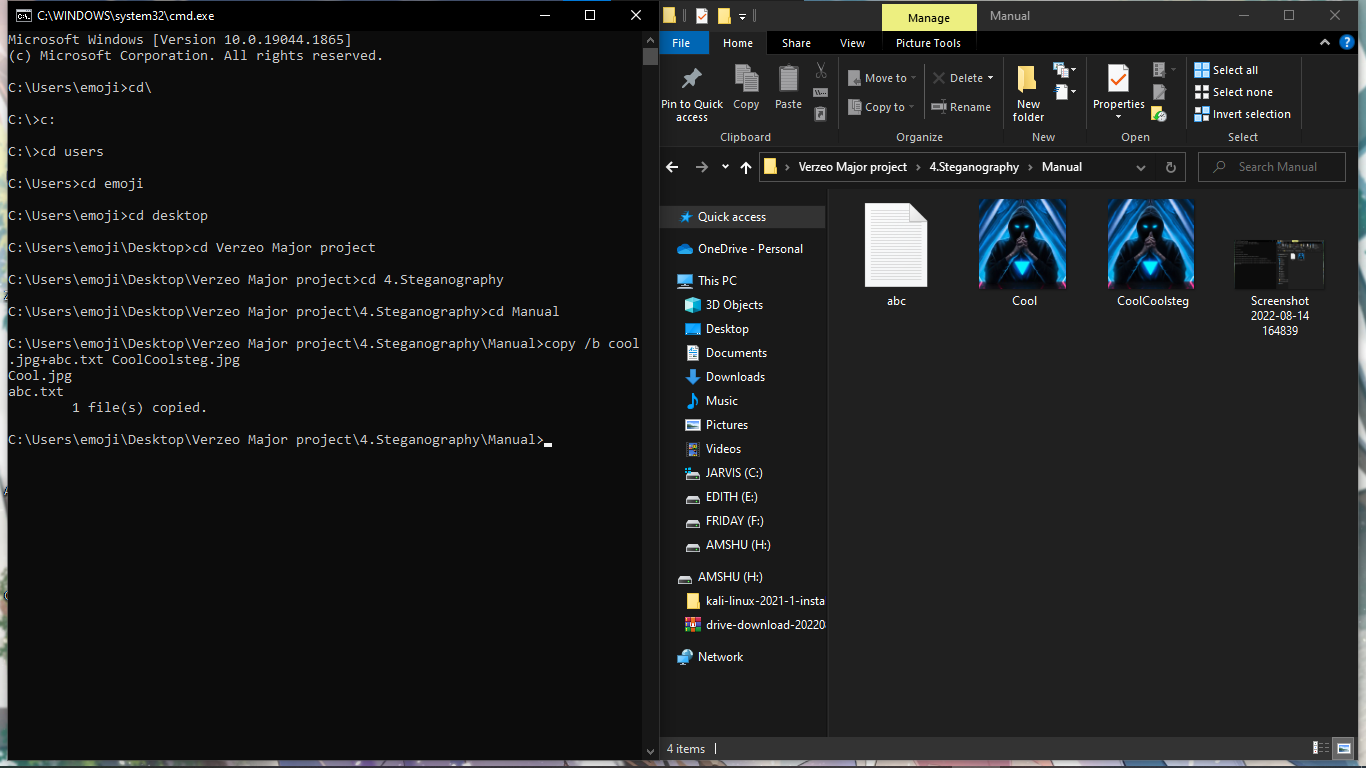 C:\WINDOWS\system32\cmd.exe
Microsoft Windows [Version 10.0.19044.1865]
(c) Microsoft Corporation. All rights reserved.
C:\Users\emoji>cd\
C:\>c:
C:\>cd users
C:\Users>cd emoji
C:\Users\emoji>cd desktop
C:\Users\emoji\Desktop>cd Verzeo Major project
C:\Users\emoji\Desktop\Verzeo Major project>cd 4.Steganography
C:\Users\emoji\Desktop\Verzeo Major project\4.Steganography>cd Manual
C:\Users\emoji\Desktop\Verzeo Major project\4.Steganography\Manual>copy /b cool
.jpg+abc.txt CoolCoolsteg.jpg
Cool.jpg
abc.txt
1 file(s) copied.
C:\Users\emoji\Desktop\Verzeo Major project\4.Steganography\Manual>
Manage
Manual
File
Home
Share
View
Picture Tools
Pin to Quick
access
Copy
Paste
Clipboard
Move to
Copy to
Delete
Rename
Organize
New
folder
New
Properties
Open
Select all
Select none
Invert selection
Select
Verzeo Major project
4.Steganography
Manual
Search Manual
Quick access
OneDrive - Personal
This PC
3D Objects
Desktop
Documents
Downloads
Music
Pictures
Videos
JARVIS (C:)
EDITH (E:)
FRIDAY (F:)
AMSHU (H:)
AMSHU (H:)
kali-linux-2021-1-insta
drive-download-20220
Network
abc
Cool
CoolCoolsteg
Screenshot
2022-08-14
164839
4 items